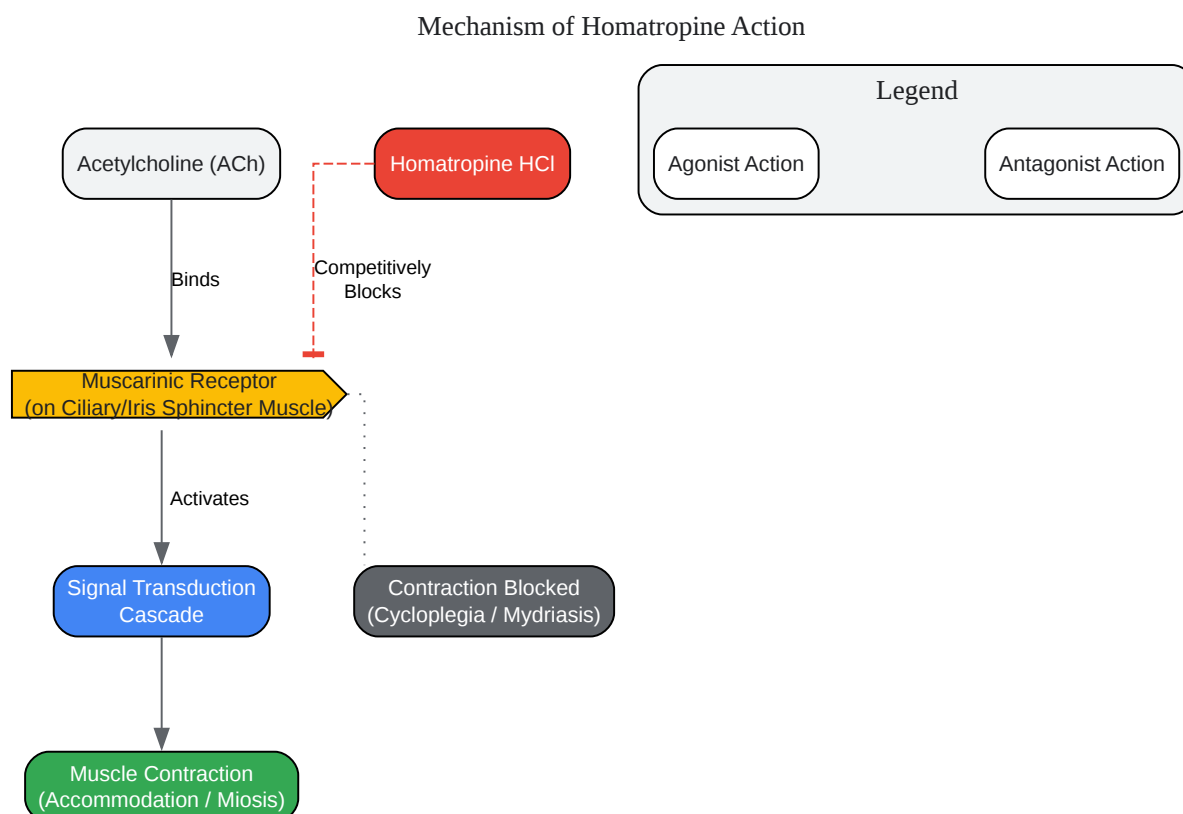 Mechanism of Homatropine Action
Legend
Acetylcholine (ACh)
Homatropine HCl
Agonist Action
Antagonist Action
Binds
Competitively
Blocks
Muscarinic Receptor
(on Ciliary/Iris Sphincter Muscle)
Activates
Signal Transduction
Cascade
Contraction Blocked
(Cycloplegia / Mydriasis)
Muscle Contraction
(Accommodation / Miosis)